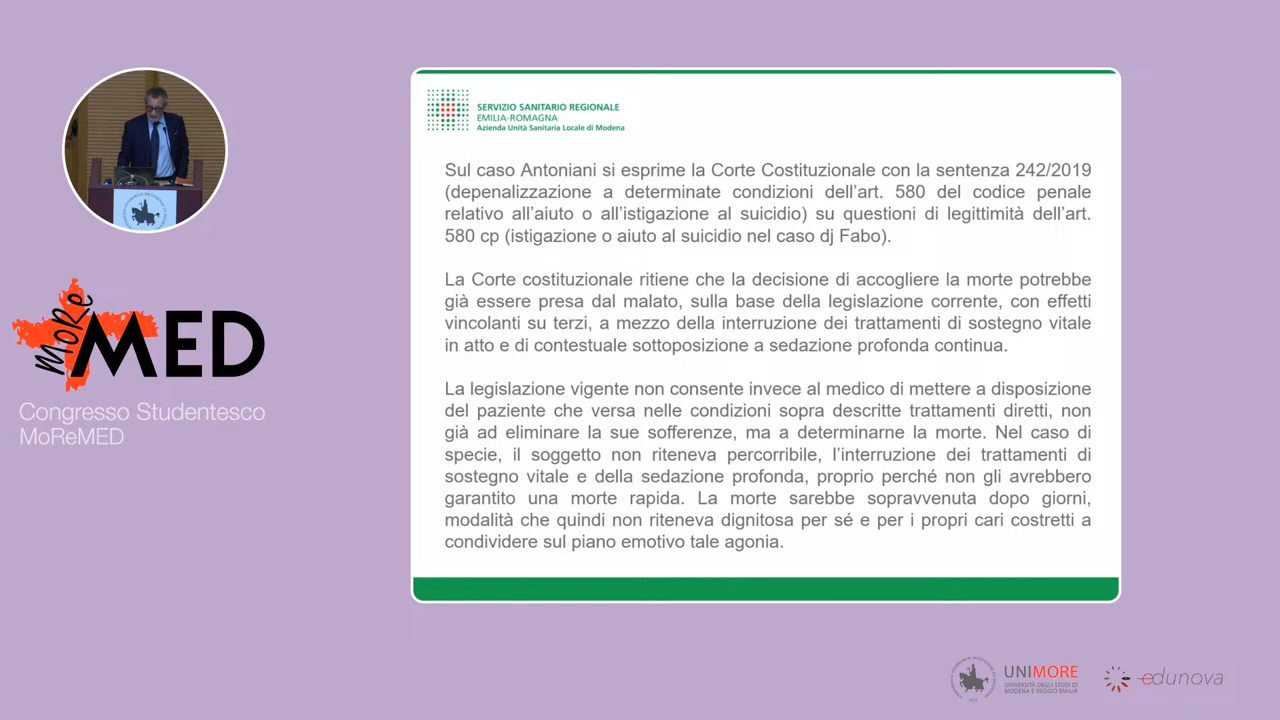 SERVIZIO SANITARIO REGIONALE
EMILIA-ROMAGNA
Azienda Unità Sanitaria Locale di Modena
Sul caso Antoniani si esprime la Corte Costituzionale con la sentenza 242/2019
(depenalizzazione a determinate condizioni dell'art. 580 del codice penale
relativo all'aiuto o all'istigazione al suicidio) su questioni di legittimità dell'art.
580 cp (istigazione o aiuto al suicidio nel caso dj Fabo).
La Corte costituzionale ritiene che la decisione di accogliere la morte potrebbe
già essere presa dal malato, sulla base della legislazione corrente, con effetti
vincolanti su terzi, a mezzo della interruzione dei trattamenti di sostegno vitale
in atto e di contestuale sottoposizione a sedazione profonda continua.
La legislazione vigente non consente invece al medico di mettere a disposizione
del paziente che versa nelle condizioni sopra descritte trattamenti diretti, non
già ad eliminare la sue sofferenze, ma a determinarne la morte. Nel caso di
specie, il soggetto non riteneva percorribile, l'interruzione dei trattamenti di
sostegno vitale e della sedazione profonda, proprio perché non gli avrebbero
garantito una morte rapida. La morte sarebbe sopravvenuta dopo giorni,
modalità che quindi non riteneva dignitosa per sé e per i propri cari costretti a
condividere sul piano emotivo tale agonia.
MoRe MED
Congresso Studentesco
MoReMED
UNIMORE
UNIVERSITÀ DEGLI STUDI DI
MODENA E REGGIO EMILIA
edunova